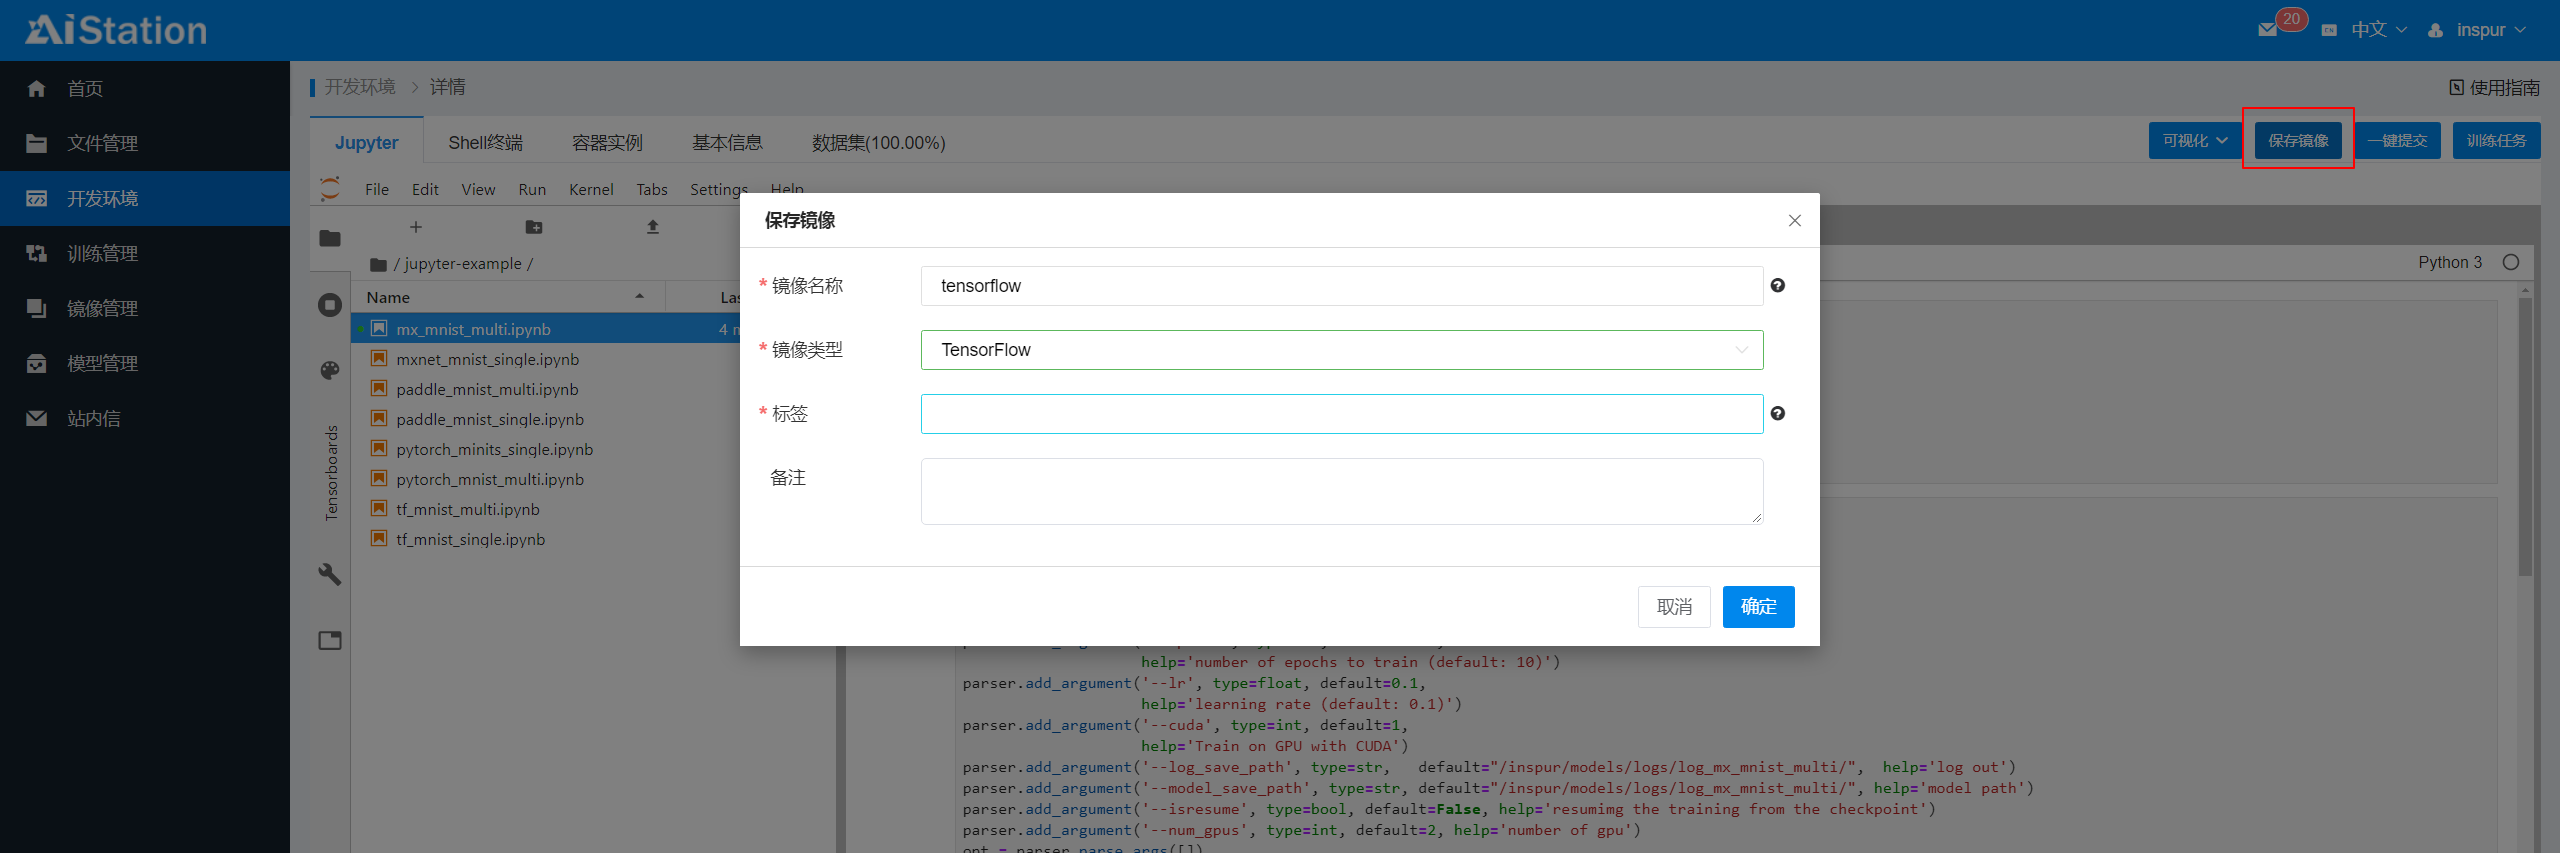 AiStation
20
中文
inspur
首页
文件管理
开发环境
训练管理
镜像管理
模型管理
站内信
开发环境 > 详情
使用指南
Jupyter
Shell终端
容器实例
基本信息
数据集(100.00%)
可视化
保存镜像
一键提交
训练任务
File Edit View Run Kernel Tabs Settings Help
/ jupyter-example /
Name
Python 3
mx_mnist_multi.ipynb
mxnet_mnist_single.ipynb
paddle_mnist_multi.ipynb
paddle_mnist_single.ipynb
pytorch_minits_single.ipynb
pytorch_mnist_multi.ipynb
tf_mnist_multi.ipynb
tf_mnist_single.ipynb
Tensorboards
保存镜像
* 镜像名称
tensorflow
* 镜像类型
TensorFlow
* 标签
备注
取消
确定
help='number of epochs to train (default: 10)')
parser.add_argument('--lr', type=float, default=0.1,
help='learning rate (default: 0.1)')
parser.add_argument('--cuda', type=int, default=1,
help='Train on GPU with CUDA')
parser.add_argument('--log_save_path', type=str, default="/inspur/models/logs/log_mx_mnist_multi/", help='log out')
parser.add_argument('--model_save_path', type=str, default="/inspur/models/logs/log_mx_mnist_multi/", help='model path')
parser.add_argument('--isresume', type=bool, default=False, help='resumimg the training from the checkpoint')
parser.add_argument('--num_gpus', type=int, default=2, help='number of gpu')
opt = parser.parse_args([])